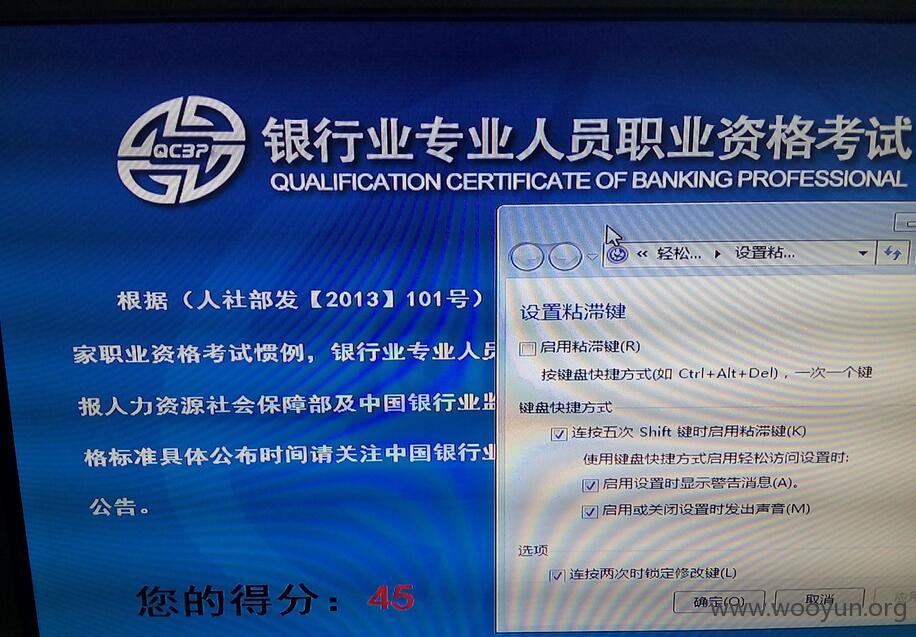 QCBP
银行业专业人员职业资格考试
QUALIFICATION CERTIFICATE OF BANKING PROFESSIONAL
« 轻松... 设置粘...
根据（人社部发【2013】101号）
家职业资格考试惯例，银行业专业人员
报人力资源社会保障部及中国银行业监
格标准具体公布时间请关注中国银行业
公告。
您的得分：45
设置粘滞键
启用粘滞键(R)
按键盘快捷方式(如 Ctrl+Alt+Del)，一次一个键
键盘快捷方式
连按五次 Shift 键时启用粘滞键(K)
使用键盘快捷方式启用轻松访问设置时:
启用设置时显示警告消息(A)。
启用或关闭设置时发出声音(M)
选项
连按两次时锁定修改键(L)
确定(O) 取消
www.wooyun.org